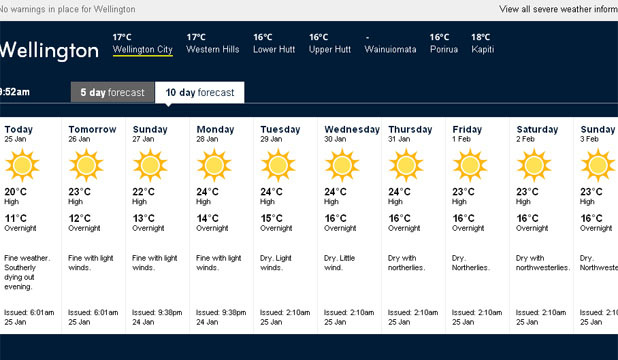 No warnings in place for Wellington
View all severe weather inform
Wellington
17°C 17°C 16°C 16°C - 16°C 18°C
Wellington City Western Hills Lower Hutt Upper Hutt Wainuiomata Porirua Kapiti
9:52am
5 day forecast 10 day forecast
Today
25 Jan
20°C
High
11°C
Overnight
Fine weather.
Southerly
dying out
evening.
Issued: 6:01am
25 Jan
Tomorrow
26 Jan
23°C
High
12°C
Overnight
Fine with light
winds.
Issued: 6:01am
25 Jan
Sunday
27 Jan
22°C
High
13°C
Overnight
Fine with light
winds.
Issued: 9:38pm
24 Jan
Monday
28 Jan
24°C
High
14°C
Overnight
Fine with light
winds.
Issued: 9:38pm
24 Jan
Tuesday
29 Jan
24°C
High
15°C
Overnight
Dry. Light
winds.
Issued: 2:10am
25 Jan
Wednesday
30 Jan
24°C
High
16°C
Overnight
Dry. Little
wind.
Issued: 2:10am
25 Jan
Thursday
31 Jan
24°C
High
16°C
Overnight
Dry with
northerlies.
Issued: 2:10am
25 Jan
Friday
1 Feb
23°C
High
16°C
Overnight
Dry.
Northerlies.
Issued: 2:10am
25 Jan
Saturday
2 Feb
23°C
High
16°C
Overnight
Dry with
northwesterlies.
Issued: 2:10am
25 Jan
Sunday
3 Feb
23°C
High
16°C
Overnight
Dry.
Northweste
Issued: 2:10am
25 Jan